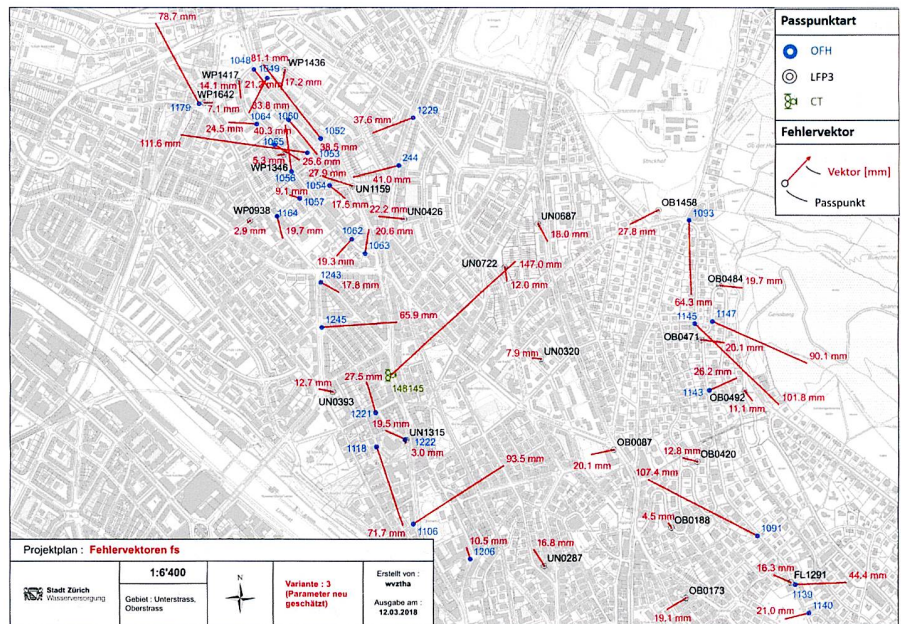 78.7 mm
Passpunktart
OFH
LFP3
CT
Fehlervektor
Vektor [mm]
Passpunkt
1048
81.1 mm
1049
WP1436
WP1417
14.1 mm
21.2 mm
17.2 mm
WP1642
1179
7.1 mm
33.8 mm
1229
37.6 mm
1064
1060
24.5 mm
40.3 mm
1052
111.6 mm
1065
38.5 mm
1053
5.3 mm
25.6 mm
244
WP1346
1056
27.9 mm
41.0 mm
1054
UN1159
9.1 mm
1057
17.5 mm
WP0938
1164
22.2 mm
UN0426
2.9 mm
19.7 mm
20.6 mm
1062
1063
19.3 mm
UN0687
18.0 mm
OB1458
27.8 mm
1093
1243
17.8 mm
UN0722
147.0 mm
12.0 mm
OB0484
19.7 mm
64.3 mm
1245
65.9 mm
1145
1147
OB0471
20.1 mm
90.1 mm
7.9 mm
UN0320
12.7 mm
27.5 mm
148145
UN0393
26.2 mm
1143
OB0492
11.1 mm
101.8 mm
1221
19.5 mm
UN1315
1222
3.0 mm
1118
OB0087
20.1 mm
12.8 mm
OB0420
93.5 mm
107.4 mm
71.7 mm
1106
4.5 mm
OB0188
1091
10.5 mm
1206
16.8 mm
UN0287
16.3 mm
FL1291
44.4 mm
1139
OB0173
19.1 mm
21.0 mm
1140
Projektplan : Fehlervektoren fs
Stadt Zürich
Wasserversorgung
1:6'400
Gebiet : Unterstrass,
Oberstrass
N
Variante : 3
(Parameter neu
geschätzt)
Erstellt von :
wvztha
Ausgabe am :
12.03.2018